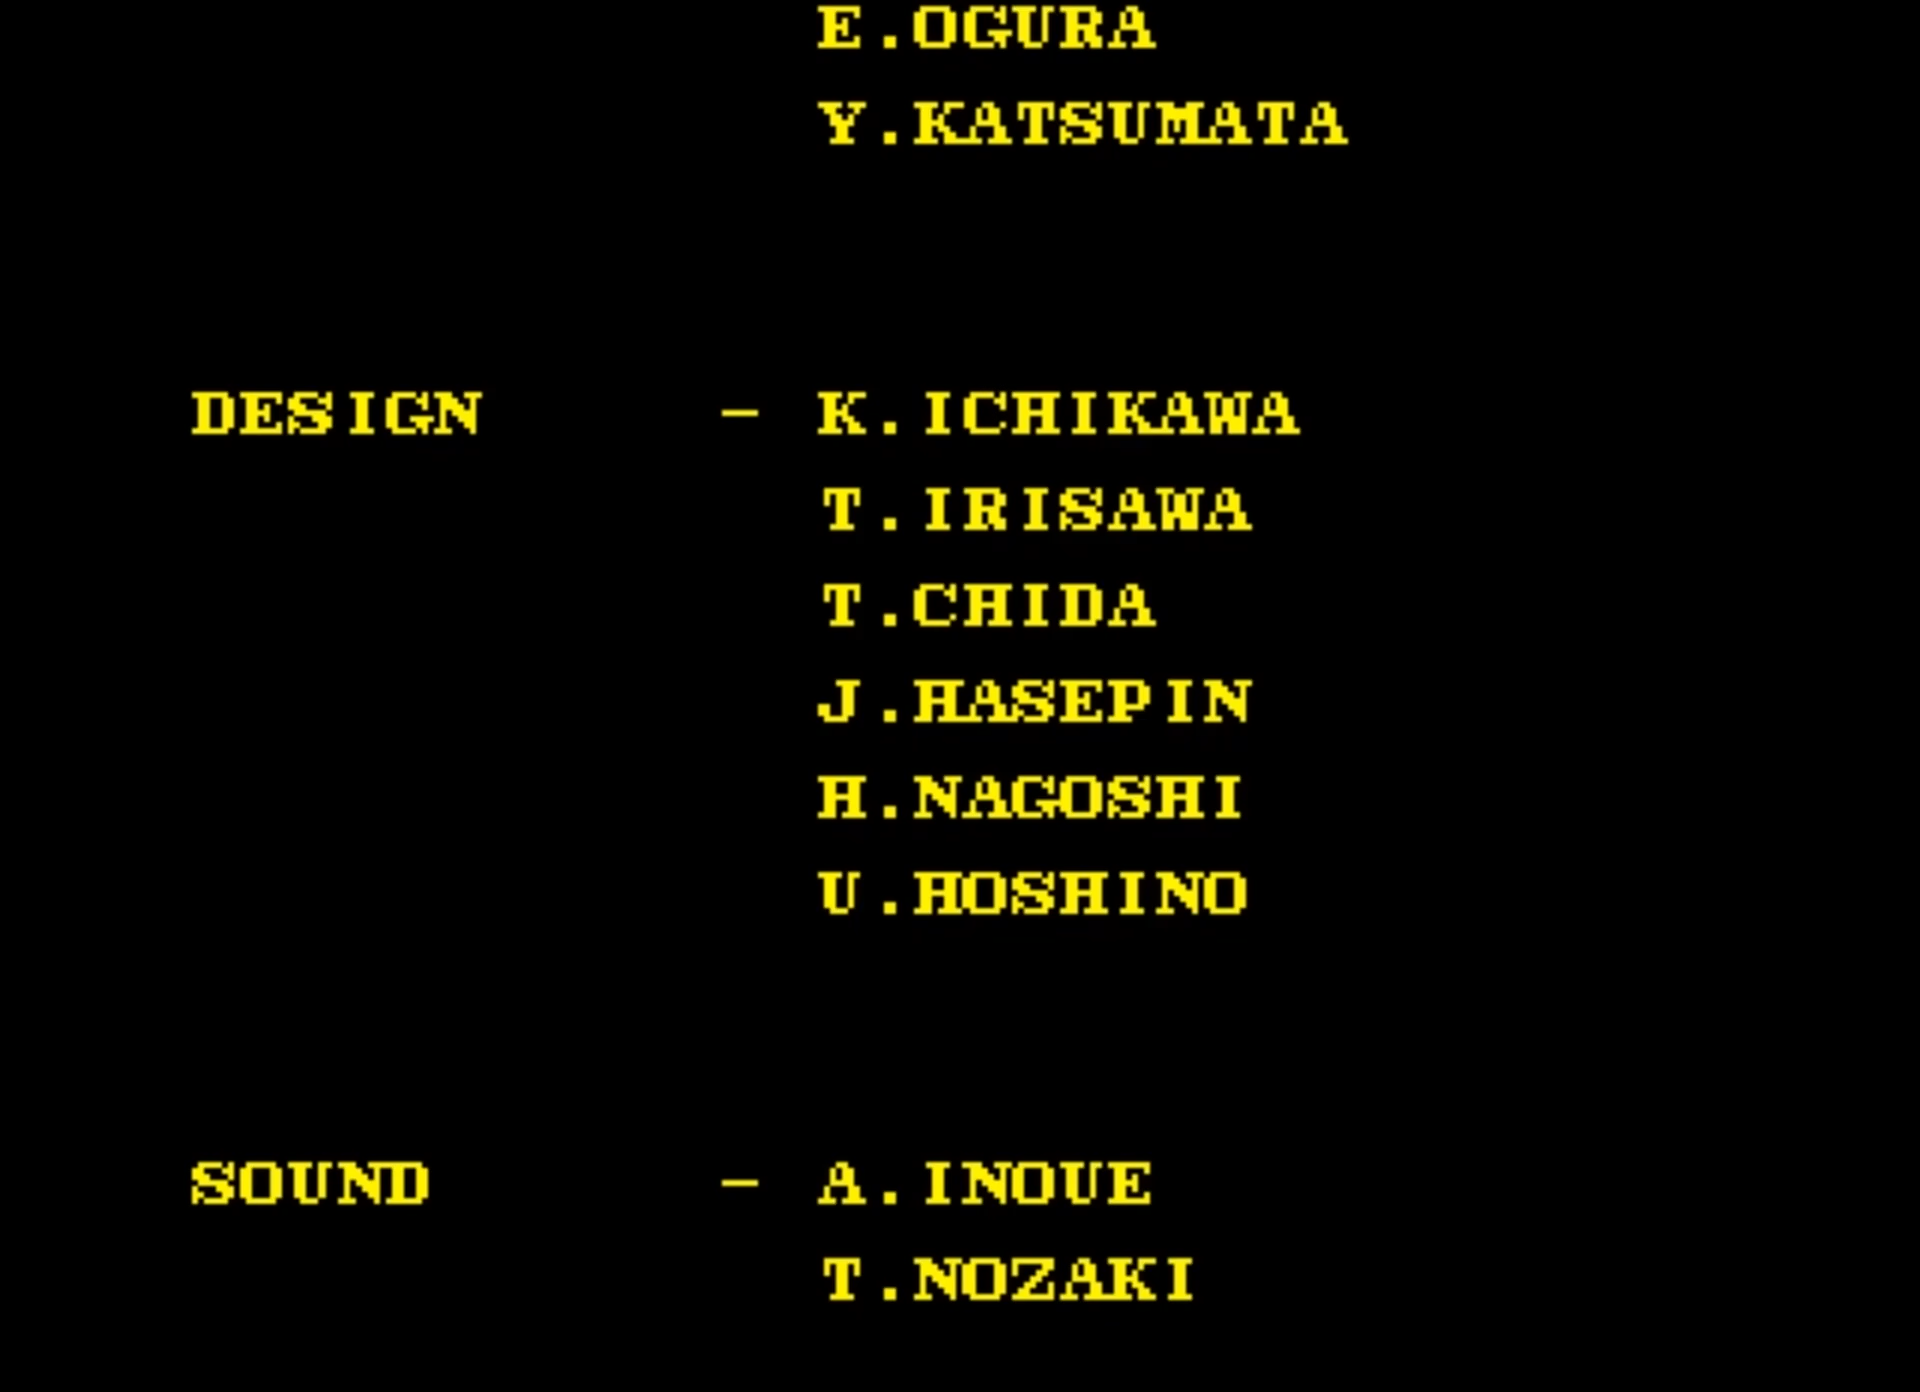 E.OGURA
Y.KATSUMATA
DESIGN - K.ICHIKAWA
T.IRISAWA
T.CHIDA
J.HASEPIN
H.NAGOSHI
U.HOSHINO
SOUND - A.INOUE
T.NOZAKI